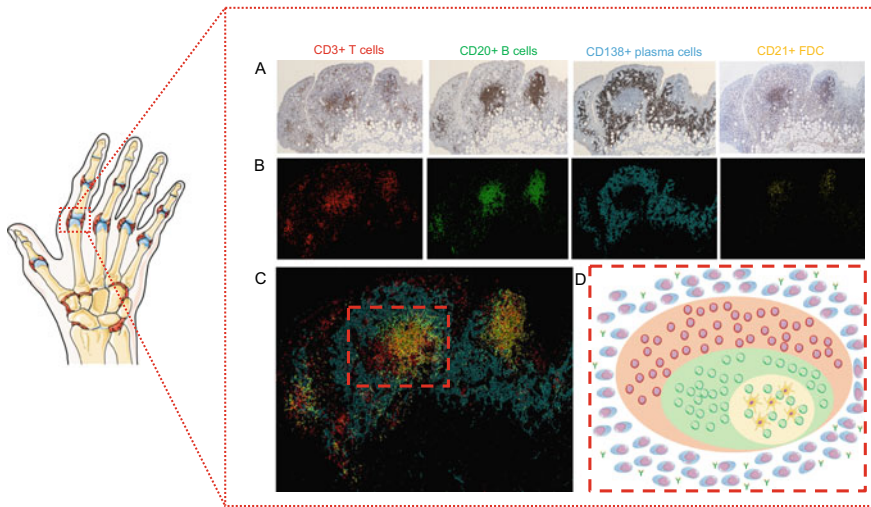 CD3+ T cells CD20+ B cells CD138+ plasma cells CD21+ FDC
A
B
C D